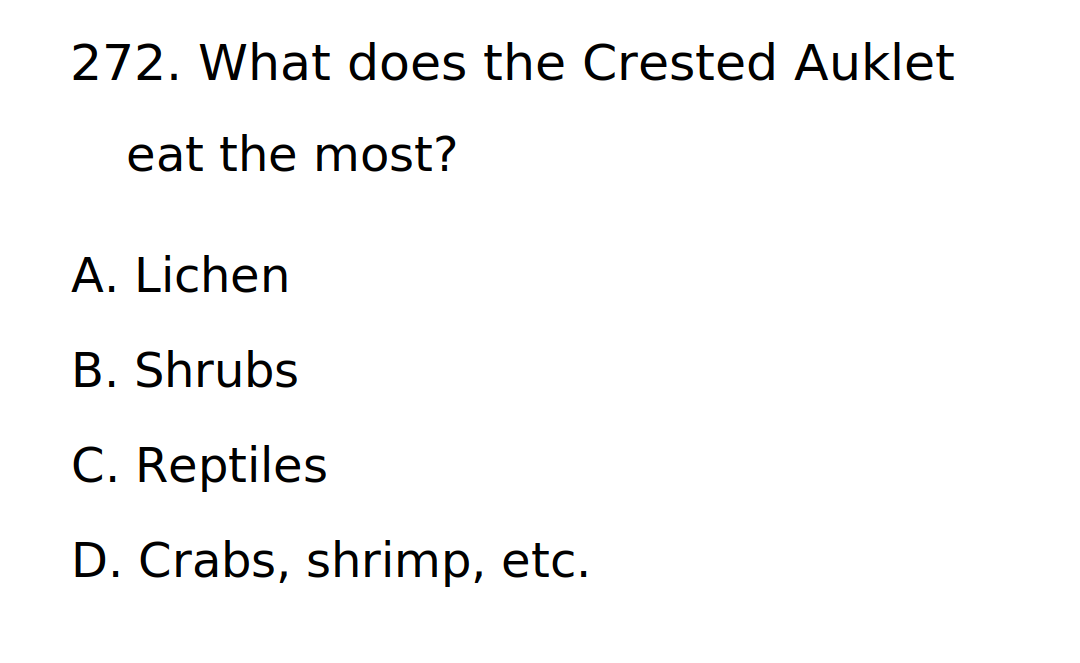 272. What does the Crested Auklet
eat the most?
A. Lichen
B. Shrubs
C. Reptiles
D. Crabs, shrimp, etc.